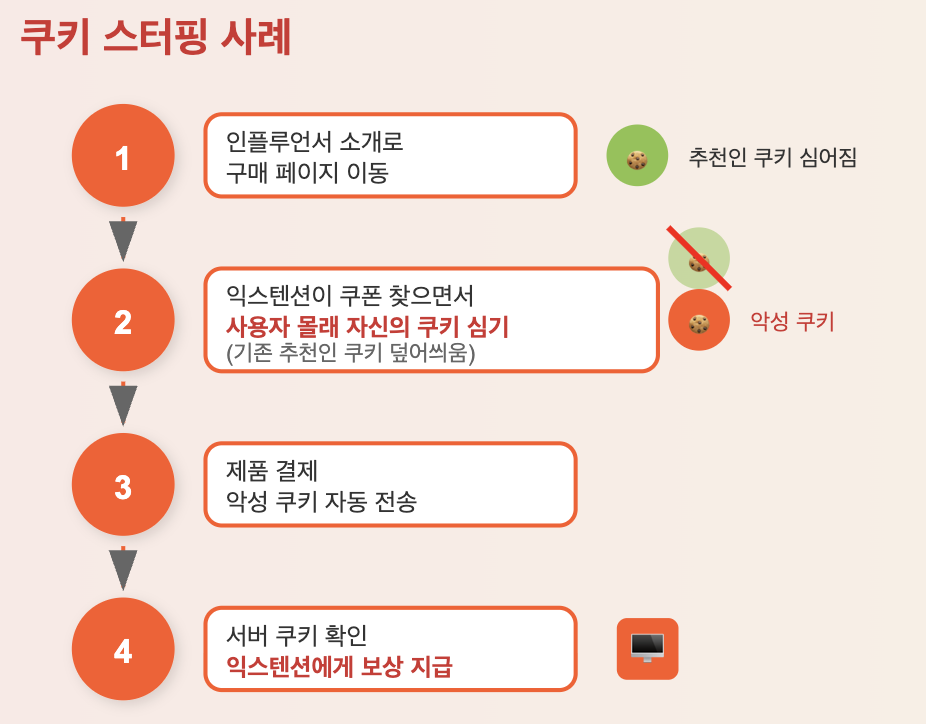 쿠키 스터핑 사례
1
인플루언서 소개로
구매 페이지 이동
추천인 쿠키 심어짐
2
익스텐션이 쿠폰 찾으면서
사용자 몰래 자신의 쿠키 심기
(기존 추천인 쿠키 덮어씌움)
악성 쿠키
3
제품 결제
악성 쿠키 자동 전송
4
서버 쿠키 확인
익스텐션에게 보상 지급